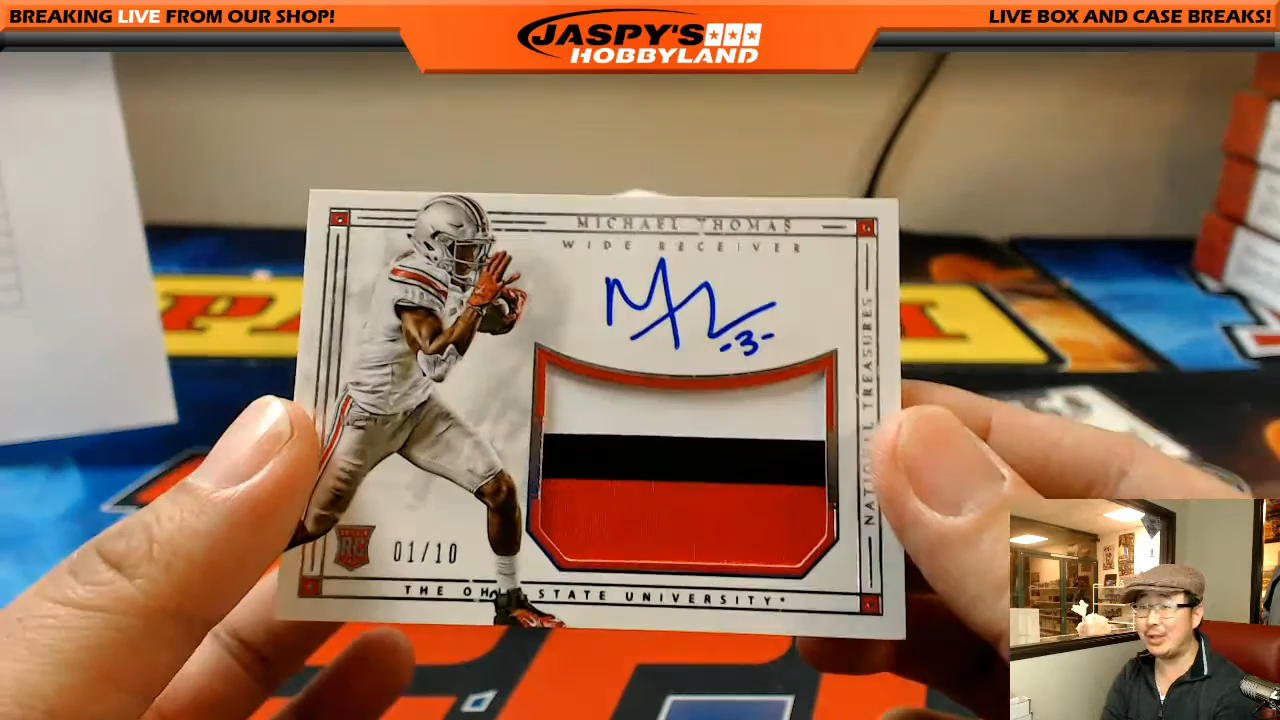 BREAKING LIVE FROM OUR SHOP!
JASPY'S
HOBBYLAND
LIVE BOX AND CASE BREAKS!
MICHAEL THOMAS
WIDE RECEIVER
-3-
NATIONAL TREASURES
RC
01/10
THE OHIO STATE UNIVERSITY